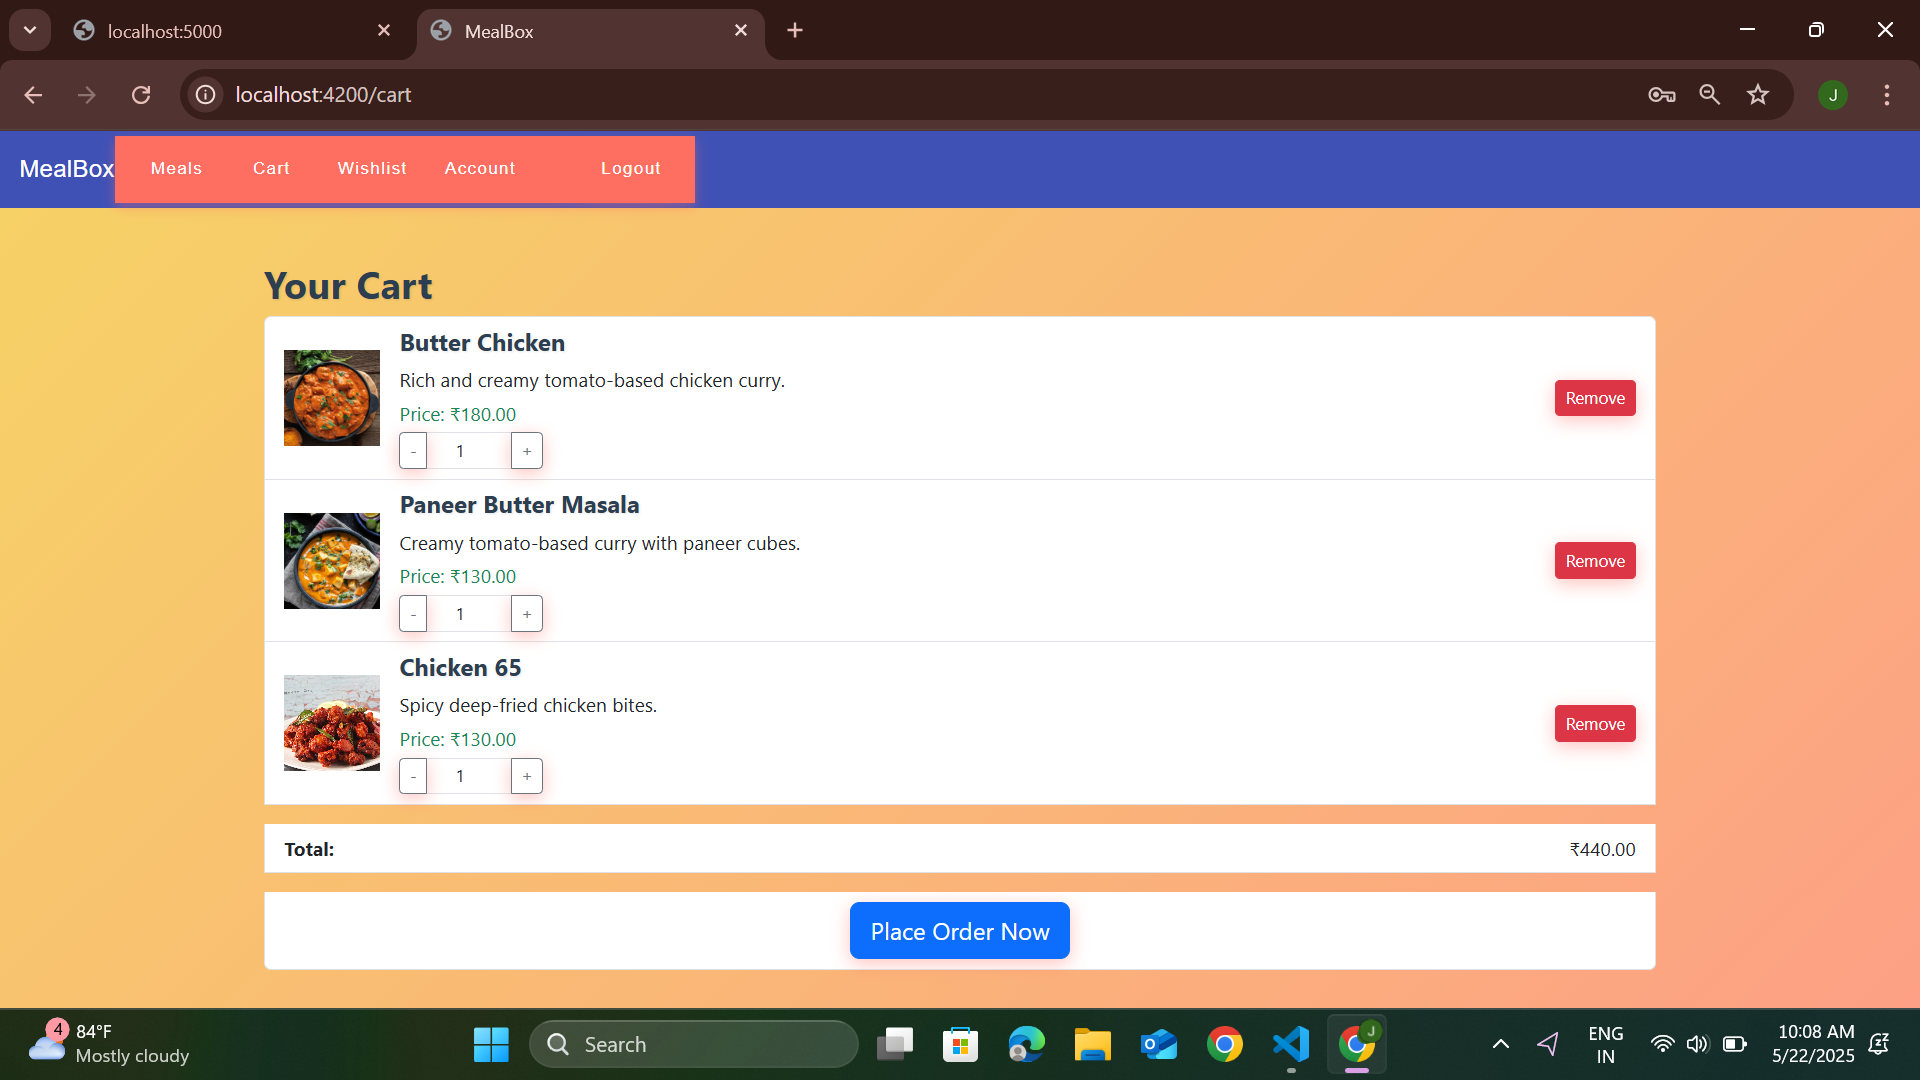 localhost:5000
MealBox
localhost:4200/cart
J
MealBox
Meals
Cart
Wishlist
Account
Logout
Your Cart
Butter Chicken
Rich and creamy tomato-based chicken curry.
Price: ₹180.00
- 1 +
Remove
Paneer Butter Masala
Creamy tomato-based curry with paneer cubes.
Price: ₹130.00
- 1 +
Remove
Chicken 65
Spicy deep-fried chicken bites.
Price: ₹130.00
- 1 +
Remove
Total: ₹440.00
Place Order Now
4
84°F
Mostly cloudy
Search
J
ENG
IN
10:08 AM
5/22/2025